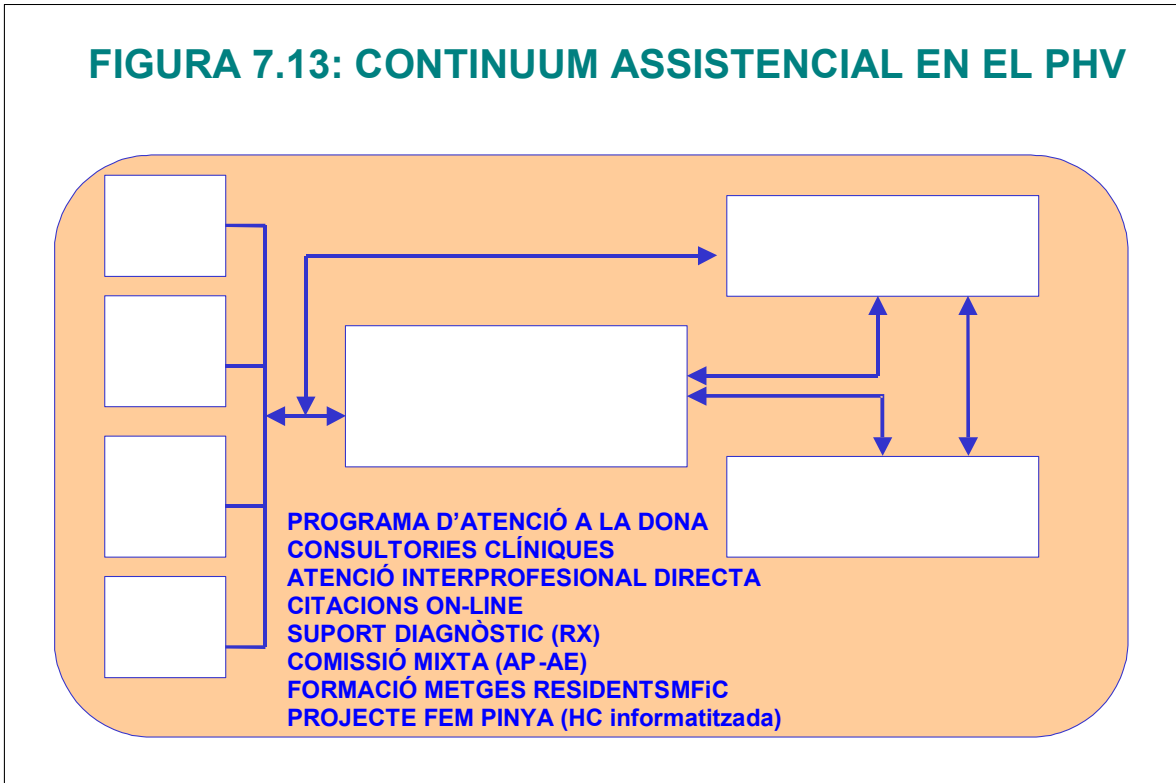 FIGURA 7.13: CONTINUUM ASSISTENCIAL EN EL PHV
PROGRAMA D'ATENCIÓ A LA DONA
CONSULTORIES CLÍNIQUES
ATENCIÓ INTERPROFESIONAL DIRECTA
CITACIONS ON-LINE
SUPORT DIAGNÒSTIC (RX)
COMISSIÓ MIXTA (AP-AE)
FORMACIÓ METGES RESIDENTSMFiC
PROJECTE FEM PINYA (HC informatitzada)